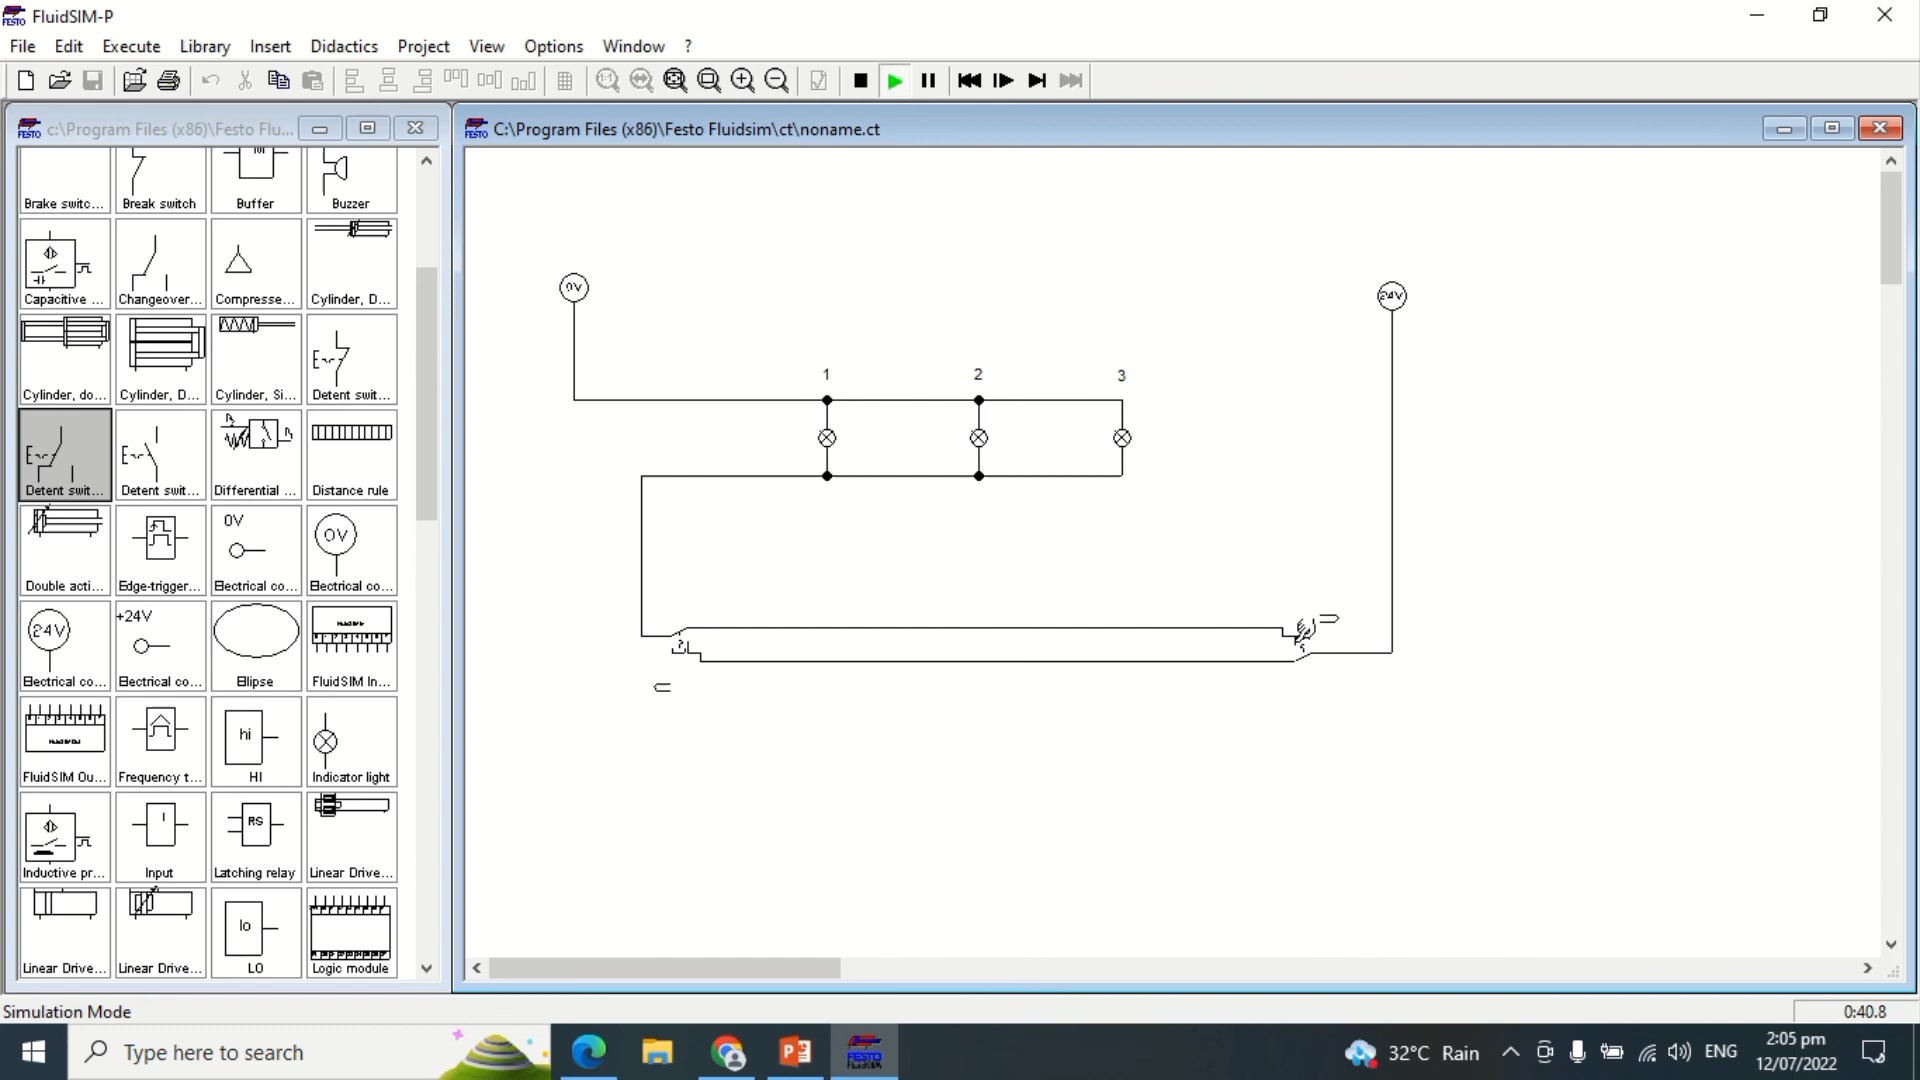 FluidSIM-P
File Edit Execute Library Insert Didactics Project View Options Window ?
c:\Program Files (x86)\Festo Flu...
C:\Program Files (x86)\Festo Fluidsim\ct\noname.ct
Brake switc... Break switch Buffer Buzzer
Capacitive ... Changeover... Compresse... Cylinder, D...
Cylinder, do... Cylinder, D... Cylinder, Si... Detent swit...
Detent swit... Detent swit... Differential ... Distance rule
0V 0V
Double acti... Edge-trigger... Electrical co... Electrical co...
24V +24V
Electrical co... Electrical co... Ellipse FluidSIM In...
hi
FluidSIM Ou... Frequency t... HI Indicator light
I RS
Inductive pr... Input Latching relay Linear Drive...
lo
Linear Drive... Linear Drive... LO Logic module
0V 24V
1 2 3
Simulation Mode 0:40.8
Type here to search
32°C Rain ENG
2:05 pm
12/07/2022